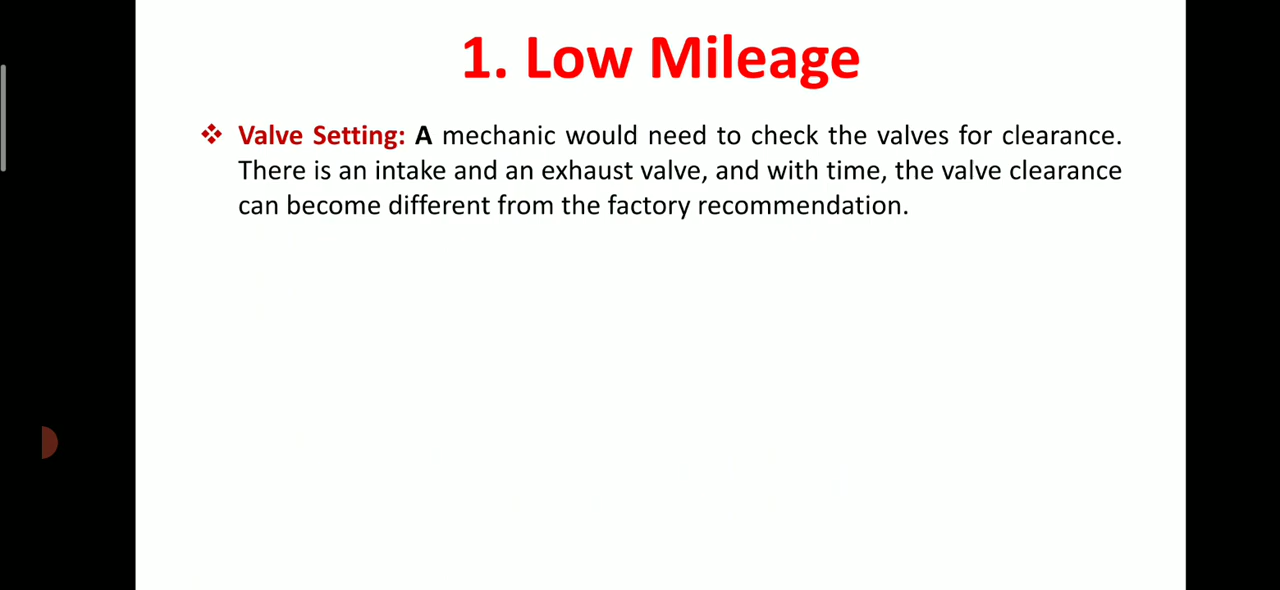 1. Low Mileage
❖ Valve Setting: A mechanic would need to check the valves for clearance.
There is an intake and an exhaust valve, and with time, the valve clearance
can become different from the factory recommendation.